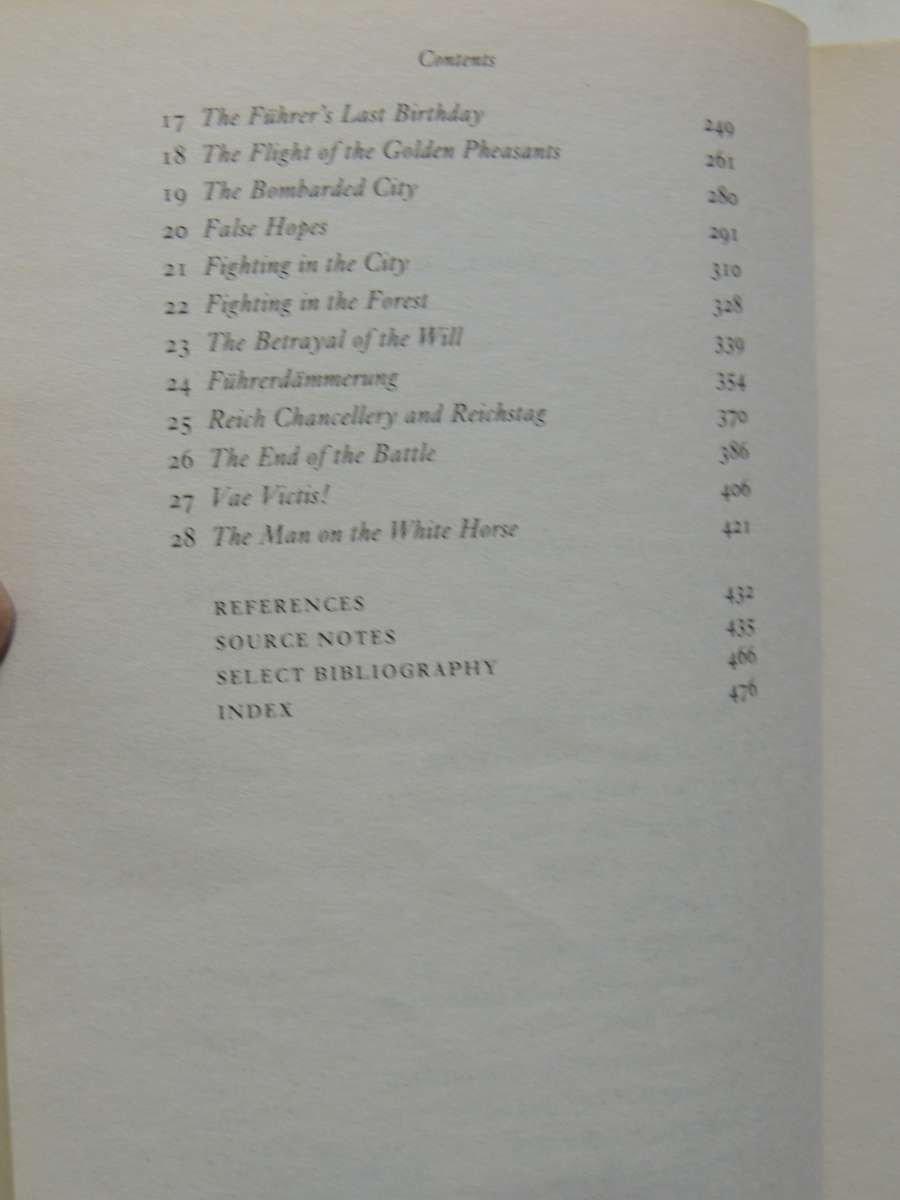 Contents
17 The Führer's Last Birthday 249
18 The Flight of the Golden Pheasants 261
19 The Bombarded City 280
20 False Hopes 291
21 Fighting in the City 310
22 Fighting in the Forest 328
23 The Betrayal of the Will 339
24 Führerdämmerung 354
25 Reich Chancellery and Reichstag 370
26 The End of the Battle 386
27 Vae Victis! 406
28 The Man on the White Horse 421
REFERENCES 432
SOURCE NOTES 435
SELECT BIBLIOGRAPHY 466
INDEX 476